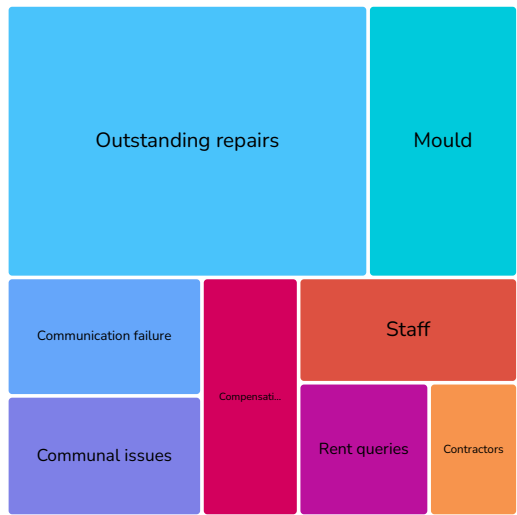 Outstanding repairs
Mould
Communication failure
Staff
Compensati...
Rent queries
Contractors
Communal issues